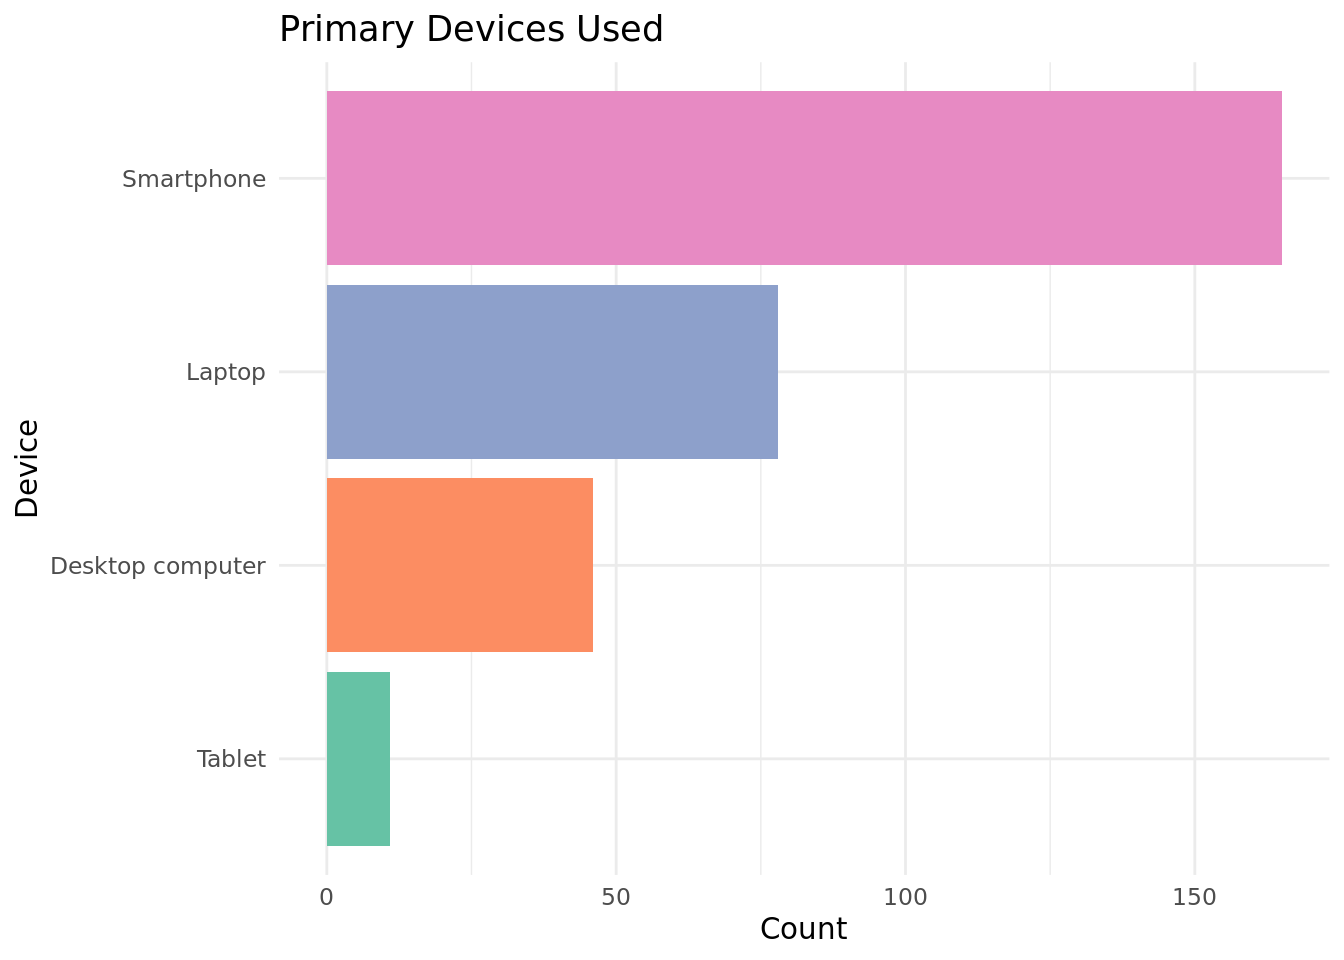 Primary Devices Used
Smartphone
Laptop
Desktop computer
Tablet
Device
0 50 100 150
Count